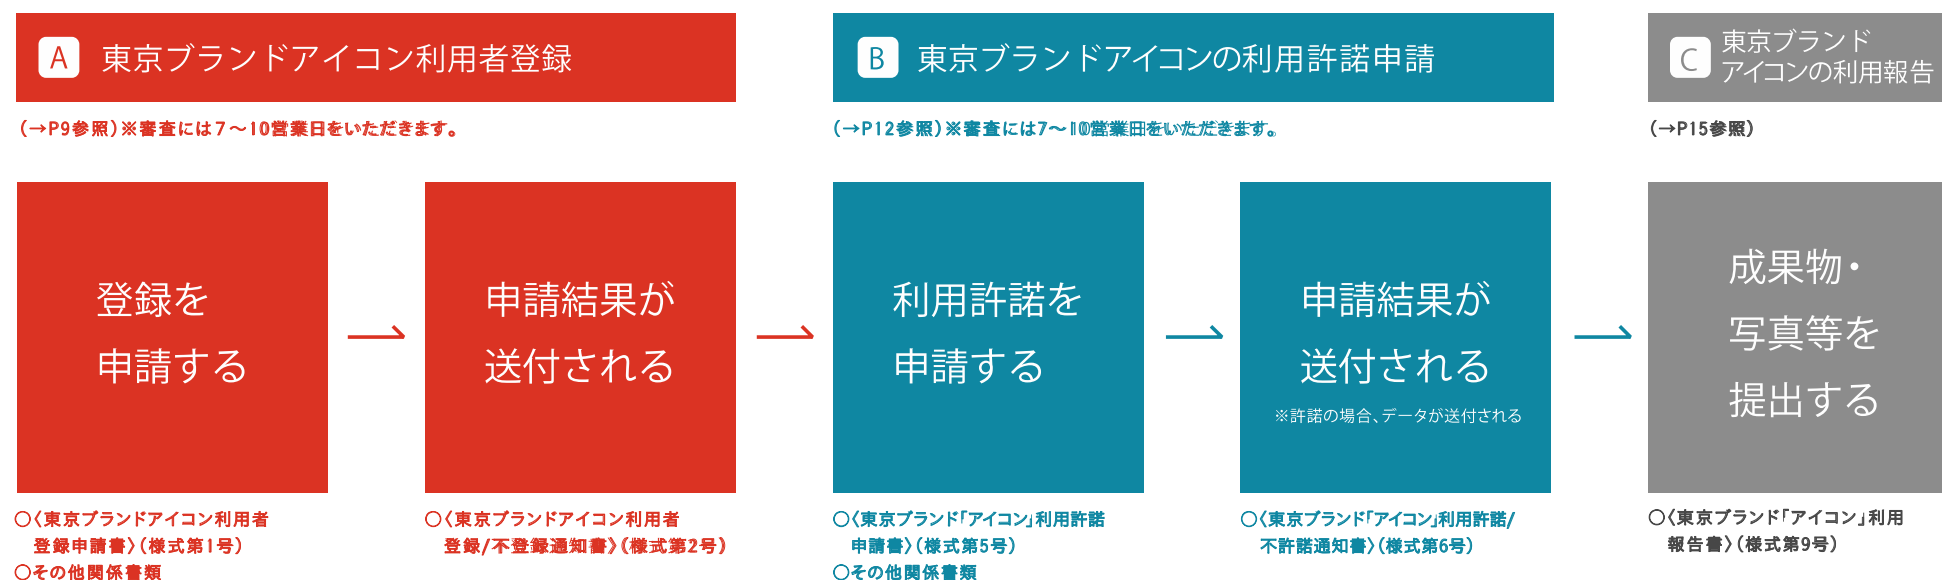 A 東京ブランドアイコン利用者登録
(→P9参照)※審査には7〜10営業日をいただきます。
登録を
申請する
申請結果が
送付される
○〈東京ブランドアイコン利用者
登録申請書〉(様式第1号)
○その他関係書類
○〈東京ブランドアイコン利用者
登録/不登録通知書》(様式第2号)
B 東京ブランドアイコンの利用許諾申請
(→P12参照)※審査には7〜10営業日をいただきます。
利用許諾を
申請する
申請結果が
送付される
※許諾の場合、データが送付される
○〈東京ブランド「アイコン」利用許諾
申請書〉(様式第5号)
○その他関係書類
○〈東京ブランド「アイコン」利用許諾/
不許諾通知書〉(様式第6号)
C 東京ブランド
アイコンの利用報告
(→P15参照)
成果物・
写真等を
提出する
○〈東京ブランド「アイコン」利用
報告書〉(様式第9号)